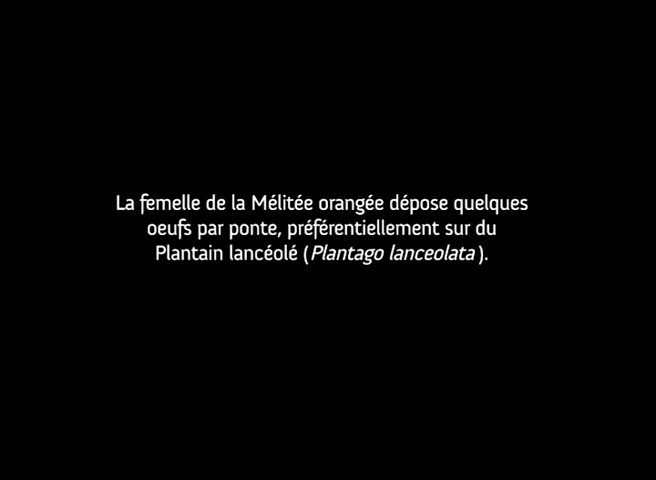 La femelle de la Mélitée orangée dépose quelques
oeufs par ponte, préférentiellement sur du
Plantain lancéolé (Plantago lanceolata ).